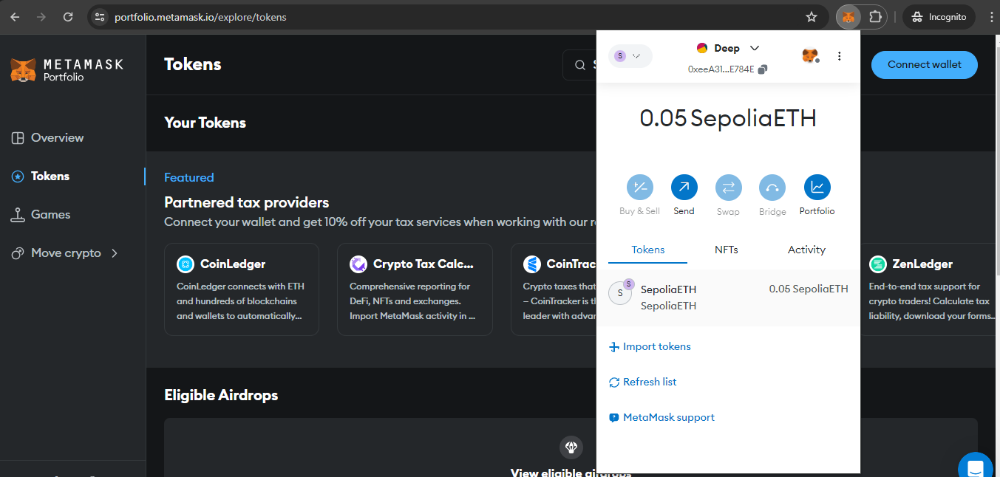 portfolio.metamask.io/explore/tokens
Incognito
METAMASK
Portfolio
Overview
Tokens
Games
Move crypto
Tokens
Connect wallet
Your Tokens
Featured
Partnered tax providers
Connect your wallet and get 10% off your tax services when working with our
CoinLedger
CoinLedger connects with ETH
and hundreds of blockchains
and wallets to automatically...
Crypto Tax Calc...
Comprehensive reporting for
DeFi, NFTs and exchanges.
Import MetaMask activity in ...
CoinTrac
Crypto taxes that
– CoinTracker is th
leader with advan
ZenLedger
End-to-end tax support for
crypto traders! Calculate tax
liability, download your forms...
Eligible Airdrops
View eligible airdrops
S
Deep
0xeeA31...E784E
0.05 SepoliaETH
Buy & Sell
Send
Swap
Bridge
Portfolio
Tokens
NFTs
Activity
S
S
SepoliaETH
SepoliaETH
0.05 SepoliaETH
Import tokens
Refresh list
MetaMask support